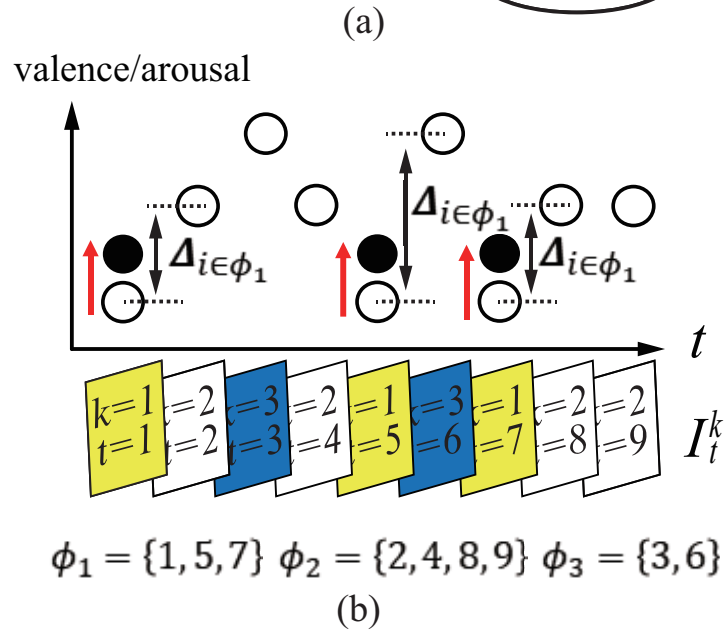 (a)
valence/arousal
Δi∈ϕ1
Δi∈ϕ1
Δi∈ϕ1
t
k=1 =2 =3 =2 =1 =3 =1 =2 =2
t=1 t=2 t=3 =4 =5 =6 =7 =8 =9
I_t^k
ϕ1 = {1, 5, 7} ϕ2 = {2, 4, 8, 9} ϕ3 = {3, 6}
(b)